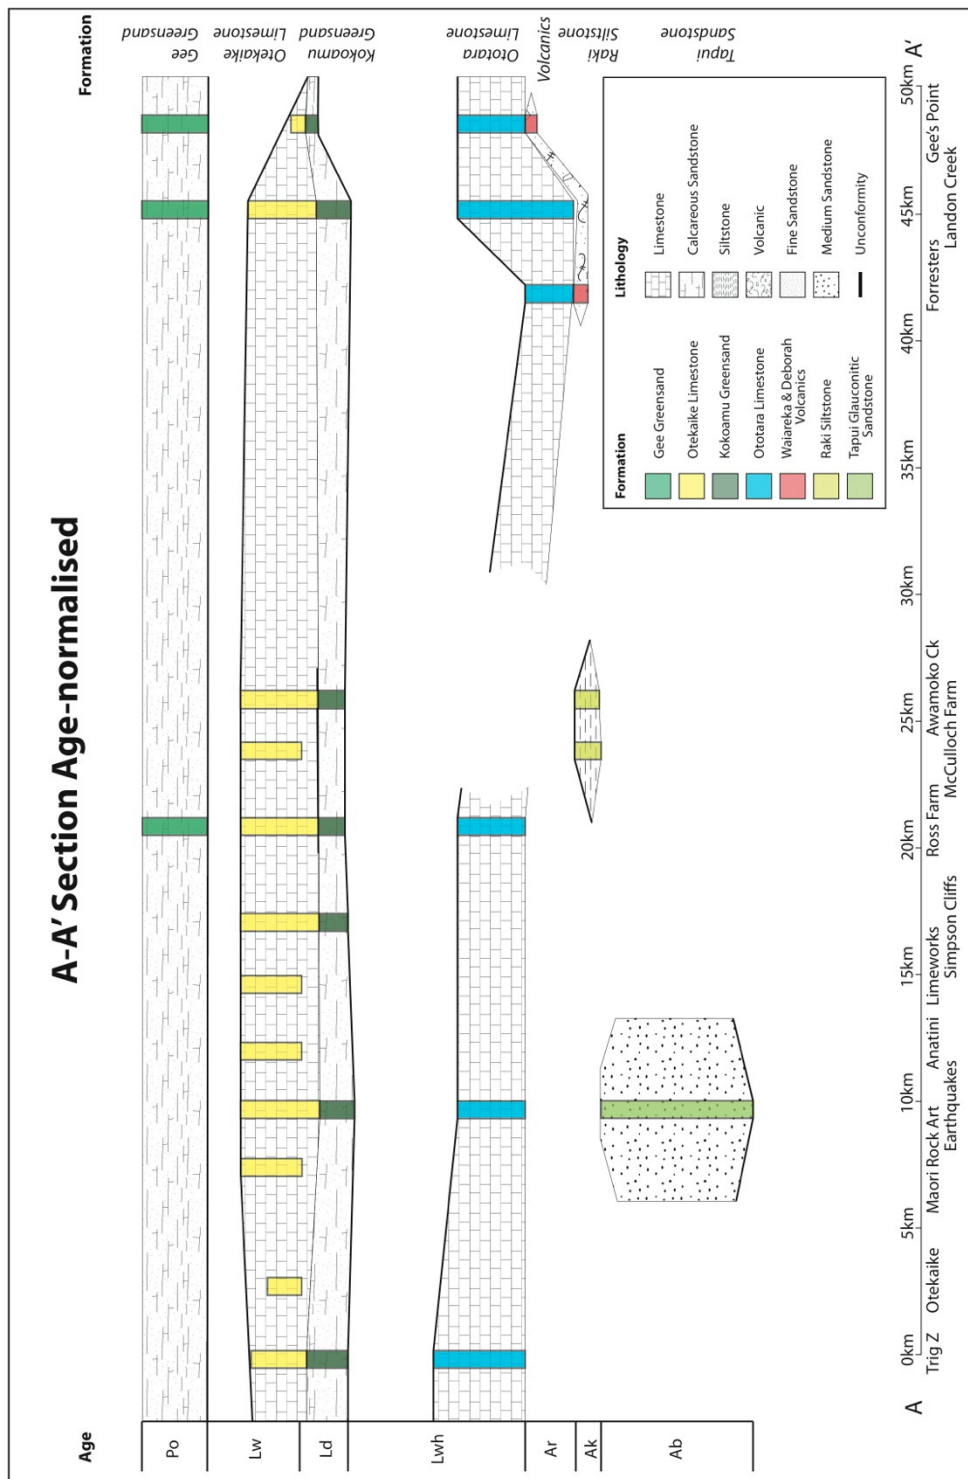 A-A' Section Age-normalised
Age
Formation
Po
Lw
Ld
Lwh
Ar
Ak
Ab
Gee
Greensand
Otekaike
Limestone
Kokoamu
Greensand
Ototara
Limestone
Volcanics
Raki
Siltstone
Tapui
Sandstone
Formation
Gee Greensand
Otekaike Limestone
Kokoamu Greensand
Ototara Limestone
Waiareka & Deborah
Volcanics
Raki Siltstone
Tapui Glauconitic
Sandstone
Lithology
Limestone
Calcareous Sandstone
Siltstone
Volcanic
Fine Sandstone
Medium Sandstone
Unconformity
A
A'
0km
5km
10km
15km
20km
25km
30km
35km
40km
45km
50km
Trig Z
Otekaike
Maori Rock Art
Earthquakes
Anatini
Limeworks
Simpson Cliffs
Ross Farm
McCulloch Farm
Awamoko Ck
Forresters
Landon Creek
Gee's Point